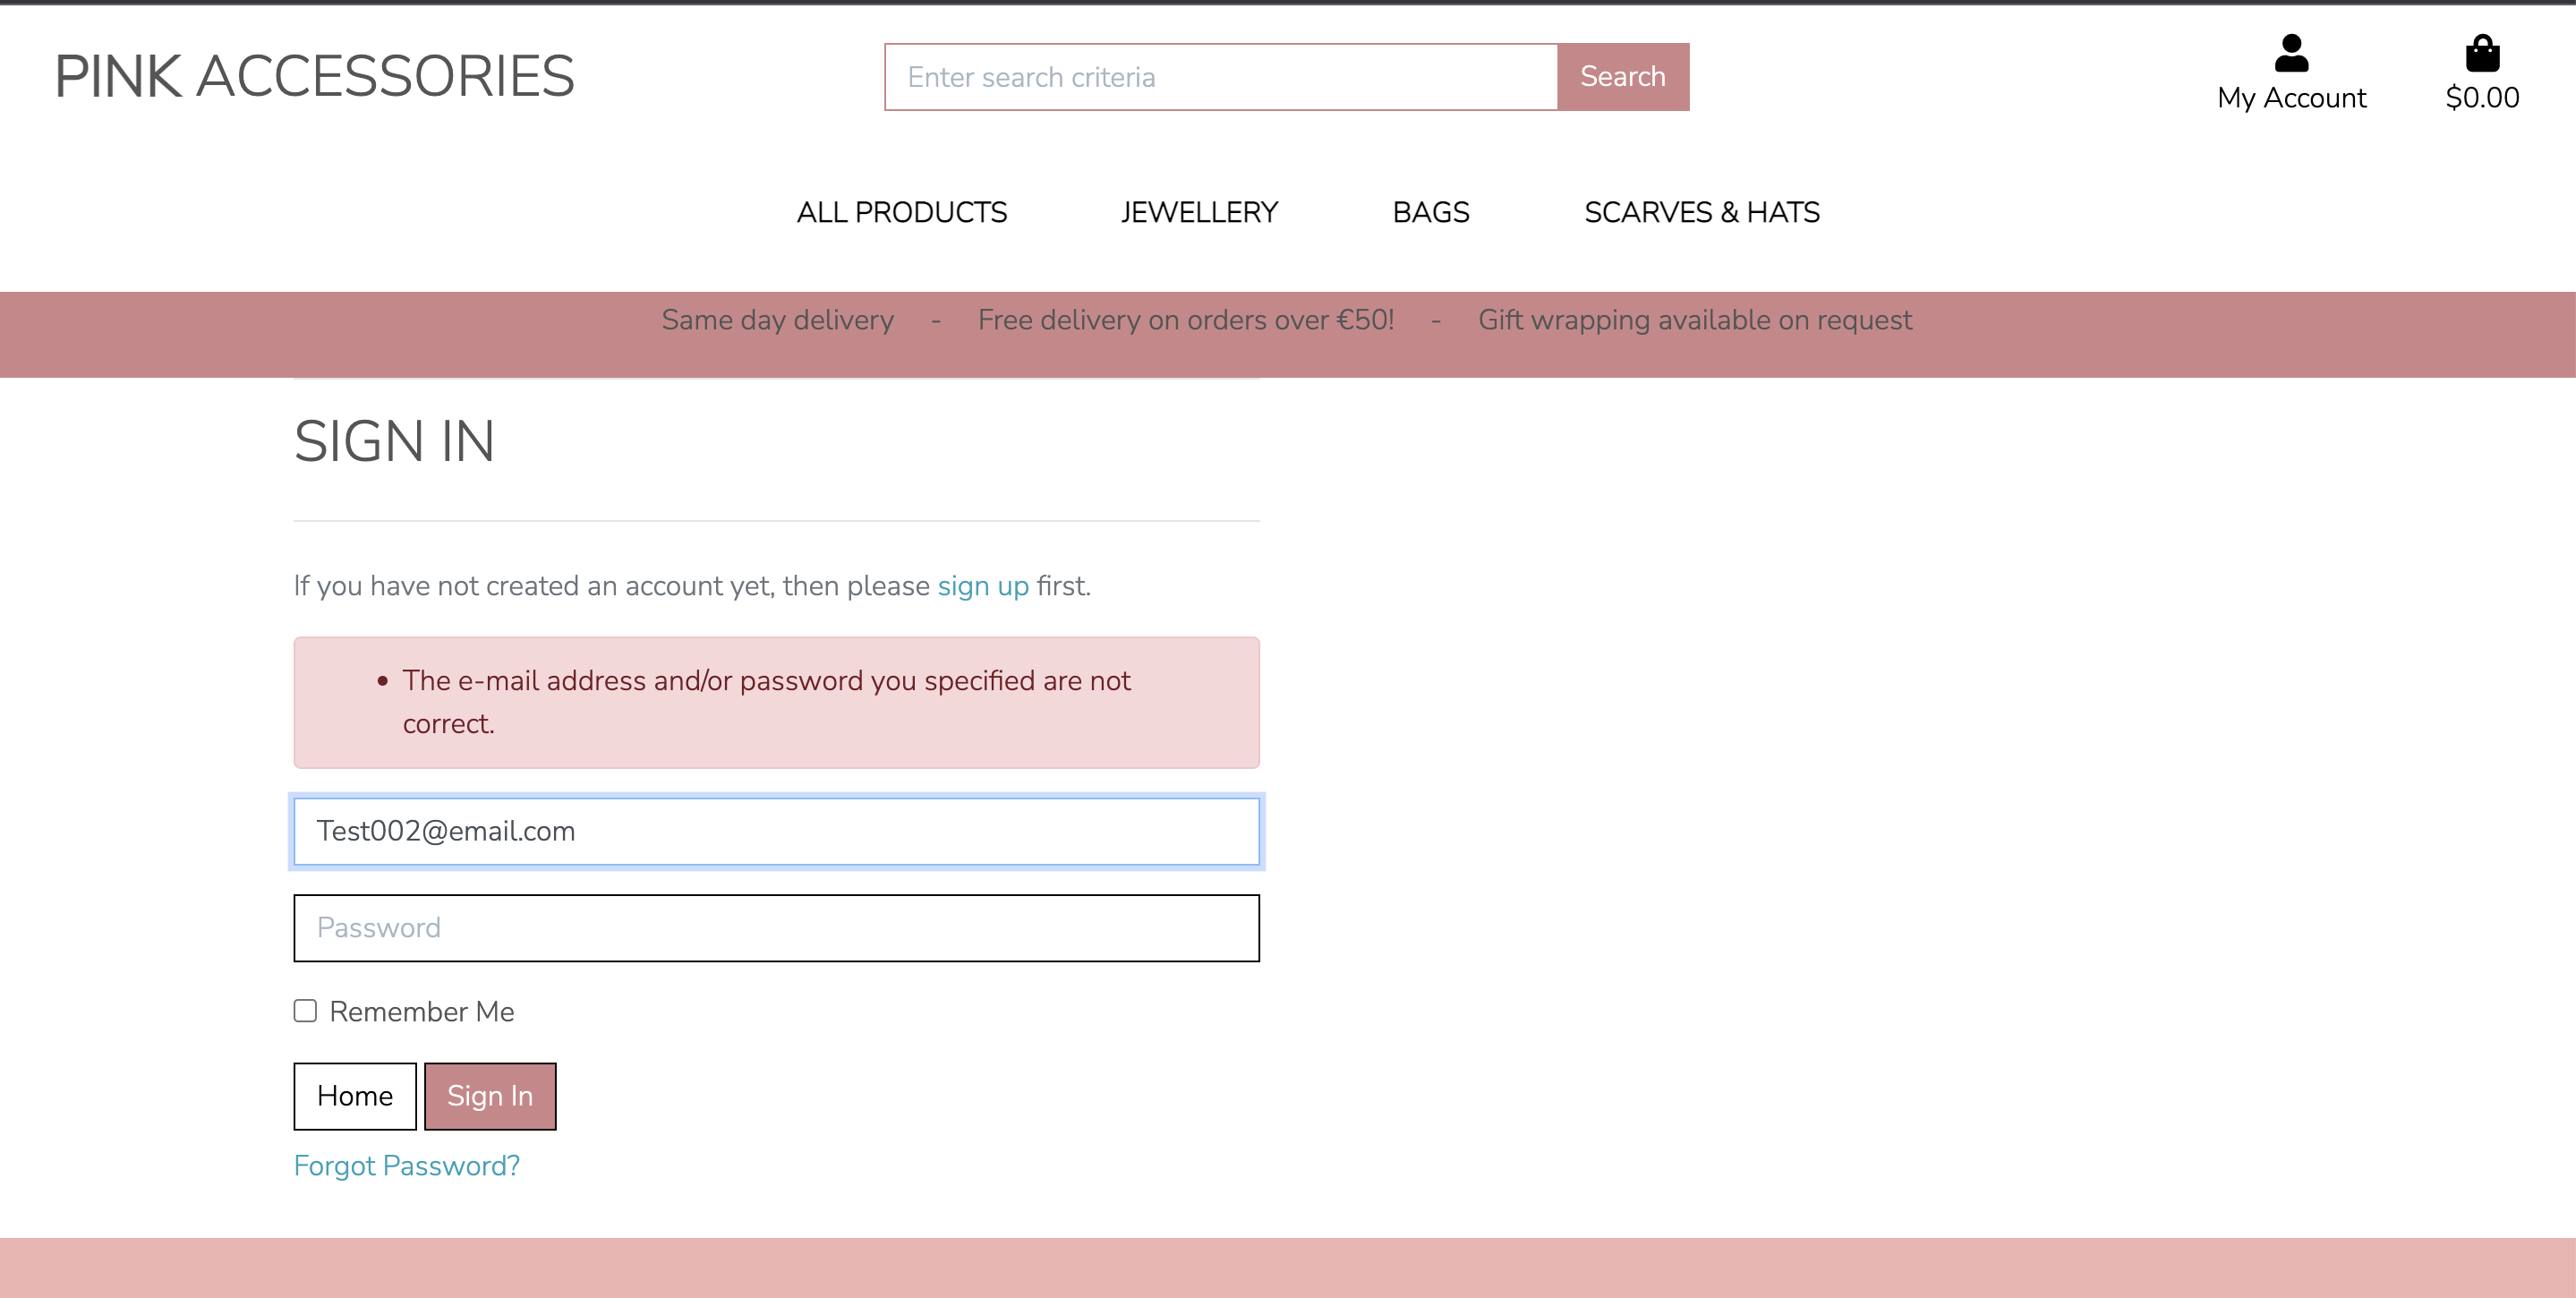 PINK ACCESSORIES
Enter search criteria
Search
My Account
$0.00
ALL PRODUCTS
JEWELLERY
BAGS
SCARVES & HATS
Same day delivery - Free delivery on orders over €50! - Gift wrapping available on request
SIGN IN
If you have not created an account yet, then please sign up first.
• The e-mail address and/or password you specified are not
correct.
Test002@email.com
Password
Remember Me
Home
Sign In
Forgot Password?